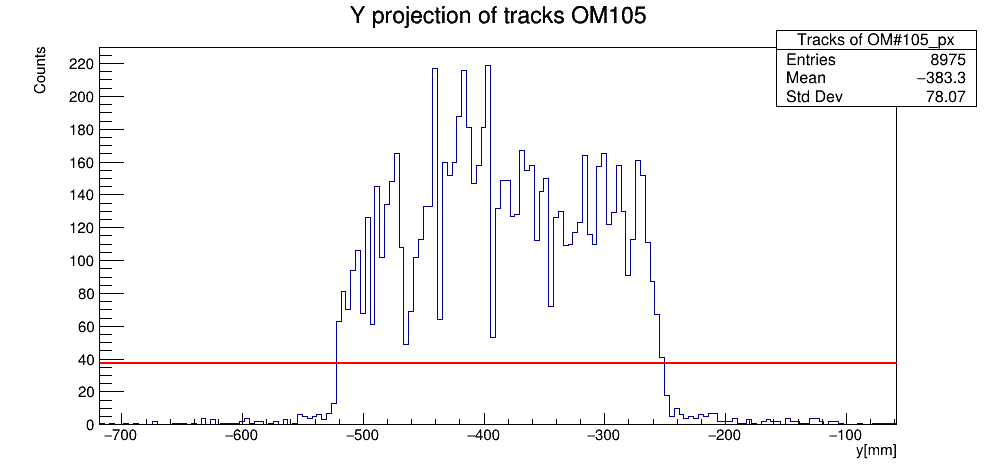 Y projection of tracks OM105
Tracks of OM#105_px
Entries 8975
Mean −383.3
Std Dev 78.07
Counts
220
200
180
160
140
120
100
80
60
40
20
0
−700 −600 −500 −400 −300 −200 −100
y[mm]